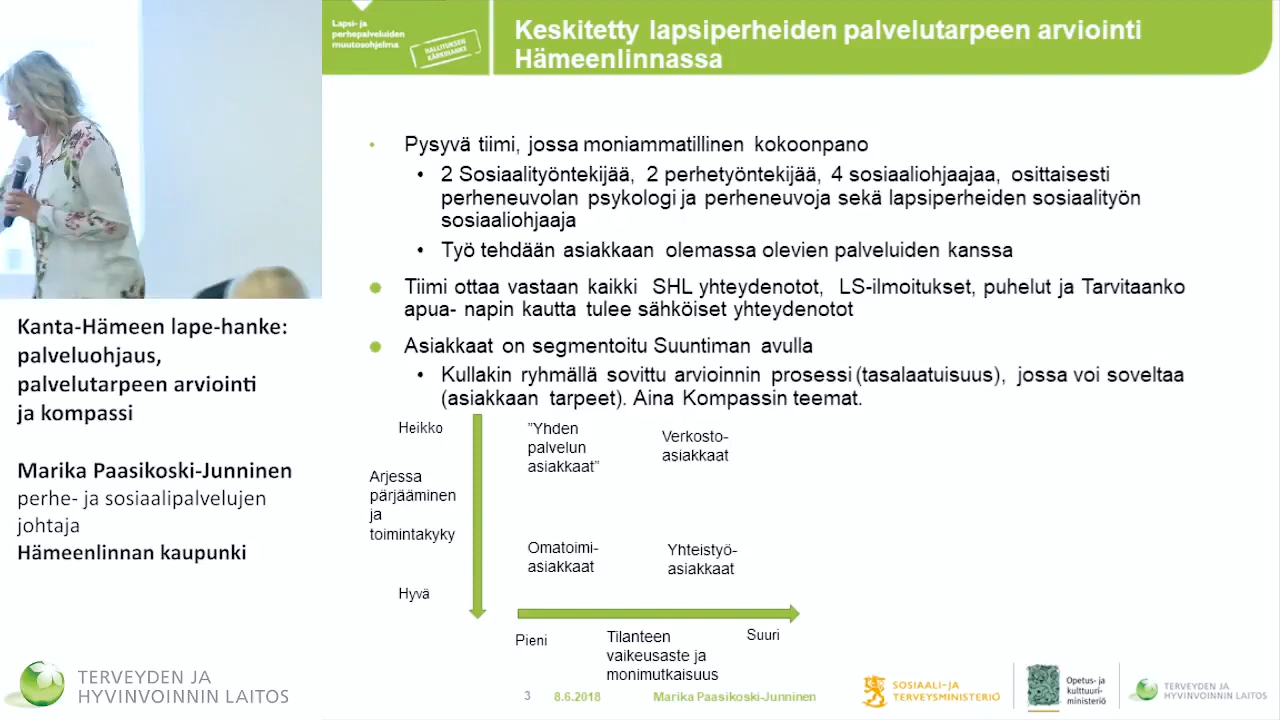 Lapsi- ja
perhepalveluiden
muutosohjelma
HALLITUKSEN
KÄRKIHANKE
Keskitetty lapsiperheiden palvelutarpeen arviointi
Hämeenlinnassa
Pysyvä tiimi, jossa moniammatillinen kokoonpano
2 Sosiaalityöntekijää, 2 perhetyöntekijää, 4 sosiaaliohjaajaa, osittaisesti
perheneuvolan psykologi ja perheneuvoja sekä lapsiperheiden sosiaalityön
sosiaaliohjaaja
Työ tehdään asiakkaan olemassa olevien palveluiden kanssa
Tiimi ottaa vastaan kaikki SHL yhteydenotot, LS-ilmoitukset, puhelut ja Tarvitaanko
apua- napin kautta tulee sähköiset yhteydenotot
Asiakkaat on segmentoitu Suuntiman avulla
Kullakin ryhmällä sovittu arvioinnin prosessi (tasalaatuisuus), jossa voi soveltaa
(asiakkaan tarpeet). Aina Kompassin teemat.
Heikko
Arjessa
pärjääminen
ja
toimintakyky
Hyvä
"Yhden
palvelun
asiakkaat"
Verkosto-
asiakkaat
Omatoimi-
asiakkaat
Yhteistyö-
asiakkaat
Pieni
Tilanteen
vaikeusaste ja
monimutkaisuus
Suuri
Kanta-Hämeen lape-hanke:
palveluohjaus,
palvelutarpeen arviointi
ja kompassi
Marika Paasikoski-Junninen
perhe- ja sosiaalipalvelujen
johtaja
Hämeenlinnan kaupunki
TERVEYDEN JA
HYVINVOINNIN LAITOS
3
8.6.2018
Marika Paasikoski-Junninen
SOSIAALI- JA
TERVEYSMINISTERIÖ
Opetus- ja
kulttuuri-
ministeriö
TERVEYDEN JA
HYVINVOINNIN LAITOS